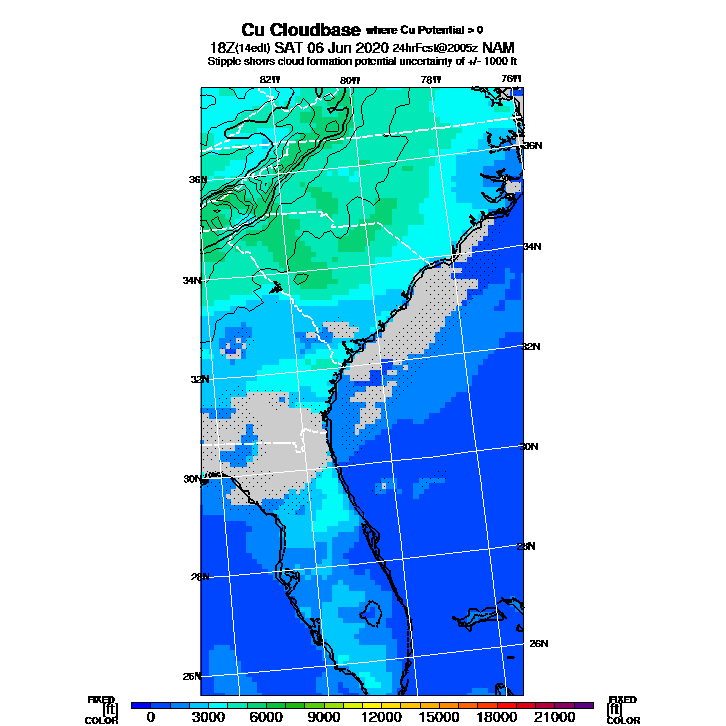 Cu Cloudbase where Cu Potential > 0
18Z(14edt) SAT 06 Jun 2020 24hrFcst@2005z NAM
Stipple shows cloud formation potential uncertainty of +/- 1000 ft
82W 80W 78W 76W
36N
36N
34N
34N
32N
32N
30N
30N
28N
28N
26N
26N
FIXED FIXED
[ft] [ft]
COLOR 0 3000 6000 9000 12000 15000 18000 21000 COLOR